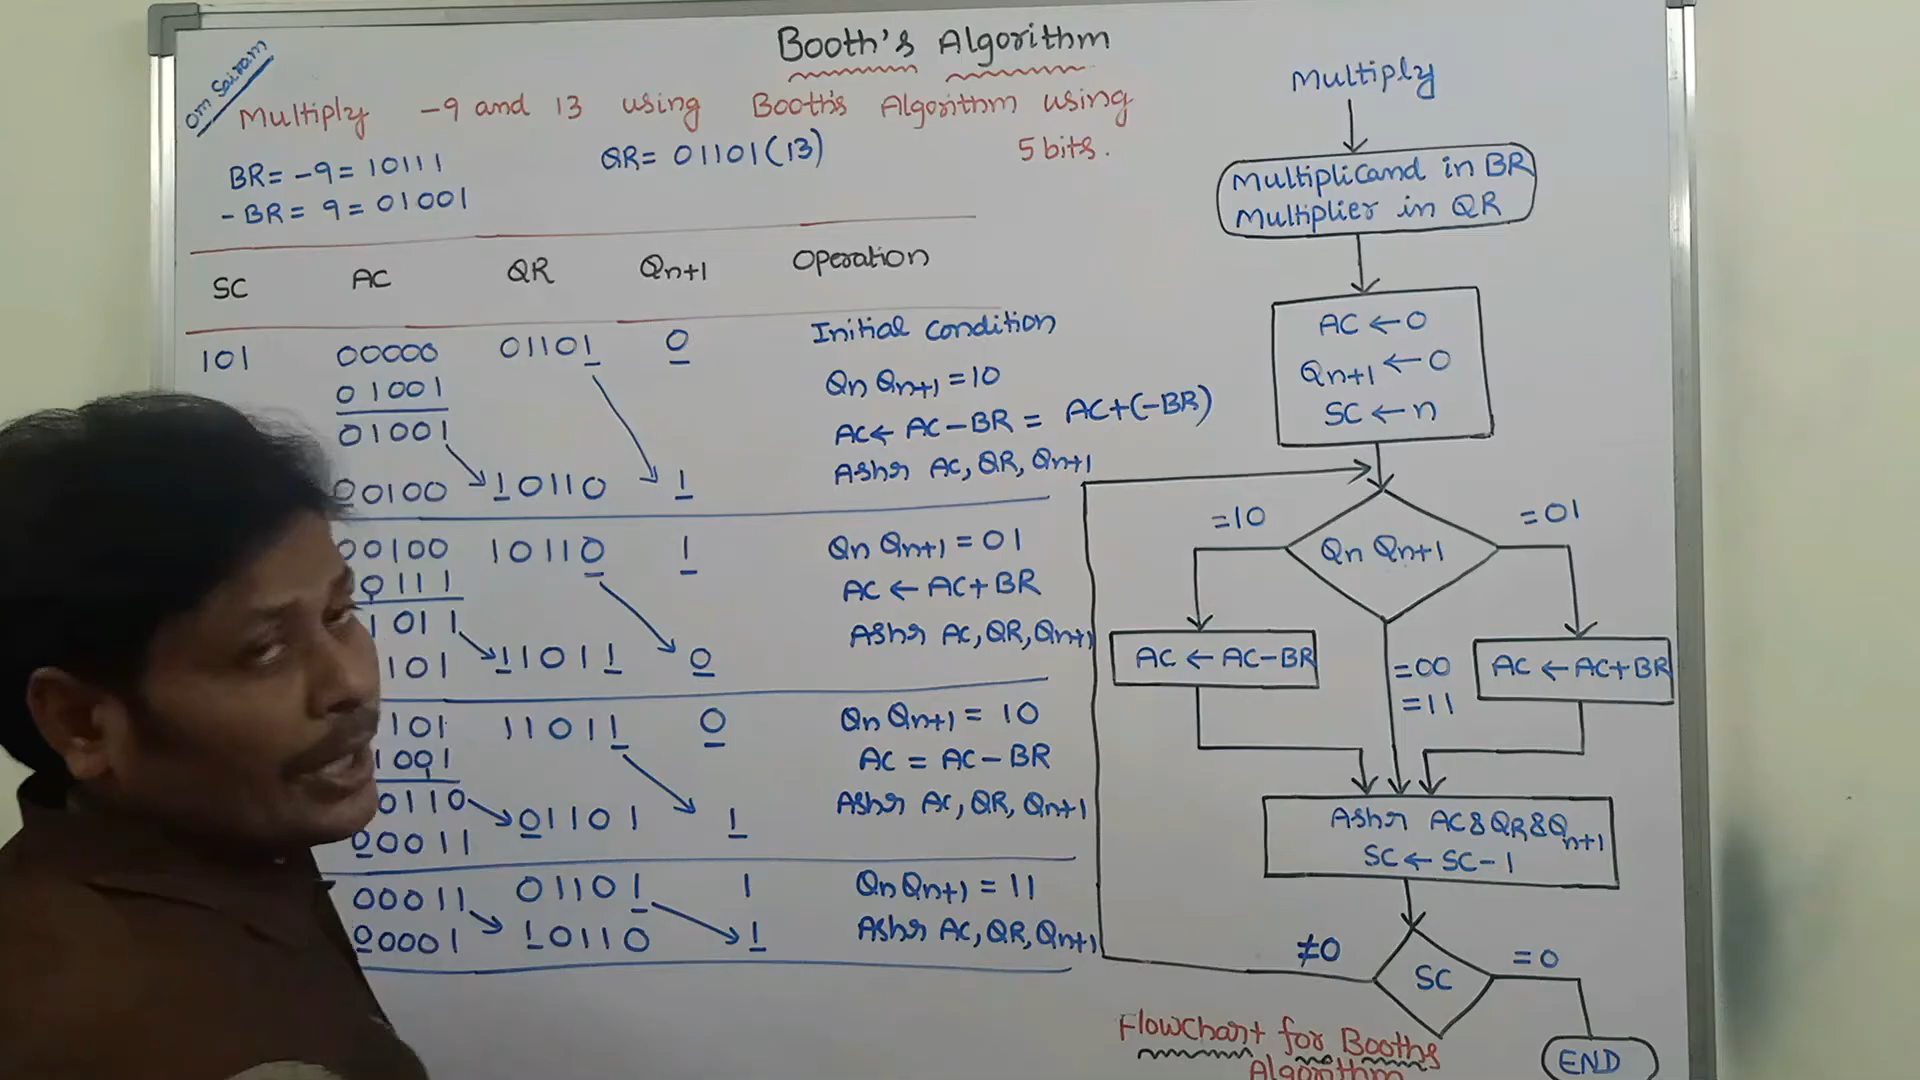 Booth's Algorithm
Om Sairam
Multiply -9 and 13 using Booth's Algorithm using
5 bits.
BR= -9= 10111
QR= 01101(13)
-BR= 9= 01001
SC AC QR Qn+1 Operation
101 00000 01101 0 Initial condition
01001 Qn Qn+1 =10
01001 AC← AC-BR = AC+(-BR)
Ashr AC, QR, Qn+1
00100 10110 1
00100 10110 1 Qn Qn+1 = 01
0111 AC ← AC+BR
1011 Ashr AC, QR, Qn+1
101 11011 0
101 11011 0 Qn Qn+1 = 10
1001 AC = AC-BR
0110 Ashr AC, QR, Qn+1
00011 01101 1
00011 01101 1 Qn Qn+1 = 11
00001 10110 1 Ashr AC, QR, Qn+1
Multiply
Multiplicand in BR
Multiplier in QR
AC ←0
Qn+1 ←0
SC ←n
=10
Qn Qn+1
=01
AC ← AC-BR
=00
=11
AC ← AC+BR
Ashr AC&QR&Qn+1
SC ← SC-1
≠0
SC
=0
END
Flowchart for Booths
Algorithm